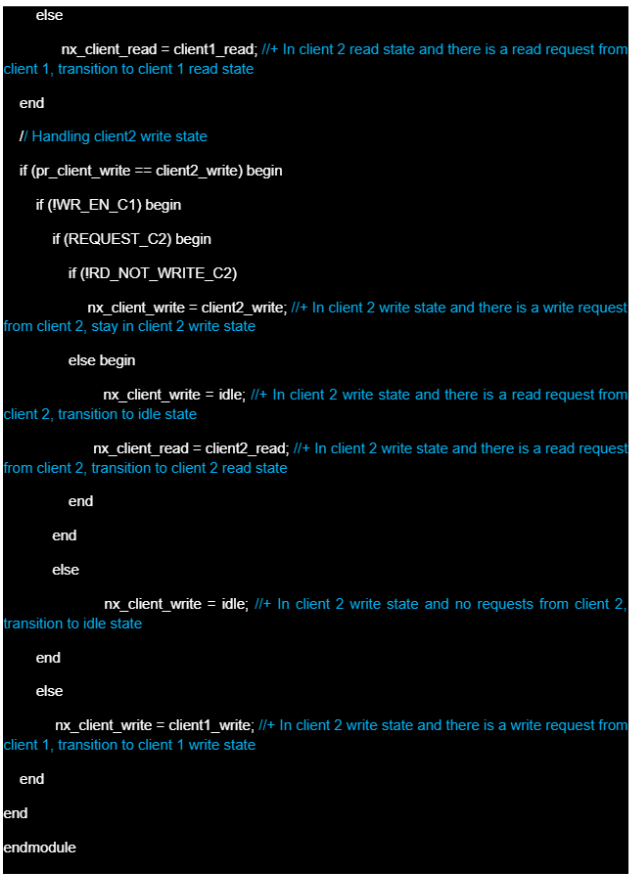 else
nx_client_read = client1_read; //+ In client 2 read state and there is a read request from
client 1, transition to client 1 read state
end
// Handling client2 write state
if (pr_client_write == client2_write) begin
if (!WR_EN_C1) begin
if (REQUEST_C2) begin
if (!RD_NOT_WRITE_C2)
nx_client_write = client2_write; //+ In client 2 write state and there is a write request
from client 2, stay in client 2 write state
else begin
nx_client_write = idle; //+ In client 2 write state and there is a read request from
client 2, transition to idle state
nx_client_read = client2_read; //+ In client 2 write state and there is a read request
from client 2, transition to client 2 read state
end
end
else
nx_client_write = idle; //+ In client 2 write state and no requests from client 2,
transition to idle state
end
else
nx_client_write = client1_write; //+ In client 2 write state and there is a write request from
client 1, transition to client 1 write state
end
end
endmodule